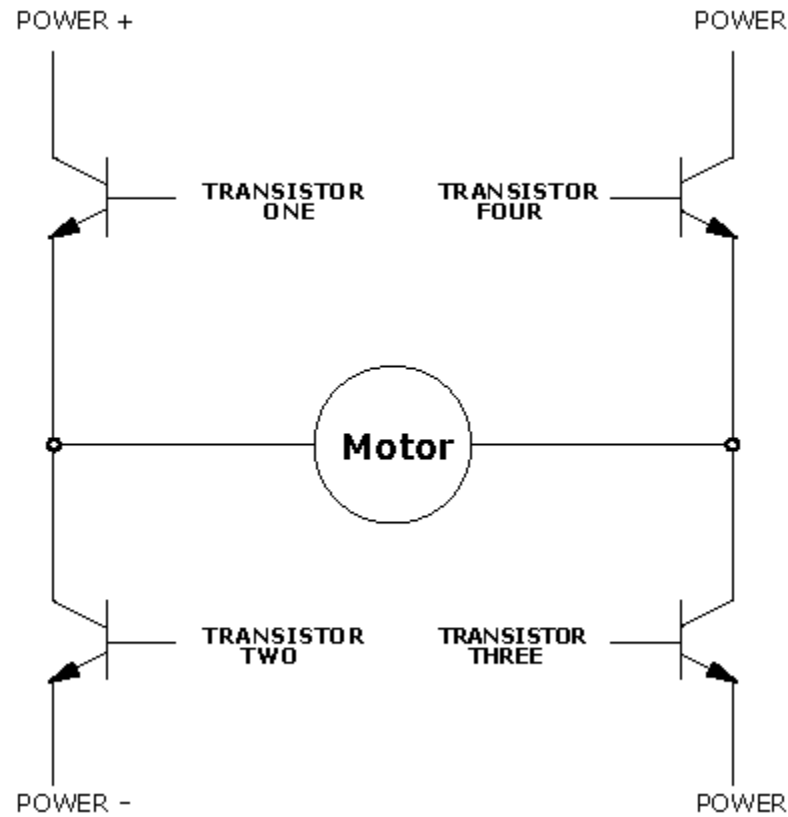 POWER +
POWER
TRANSISTOR
ONE
TRANSISTOR
FOUR
Motor
TRANSISTOR
TWO
TRANSISTOR
THREE
POWER -
POWER